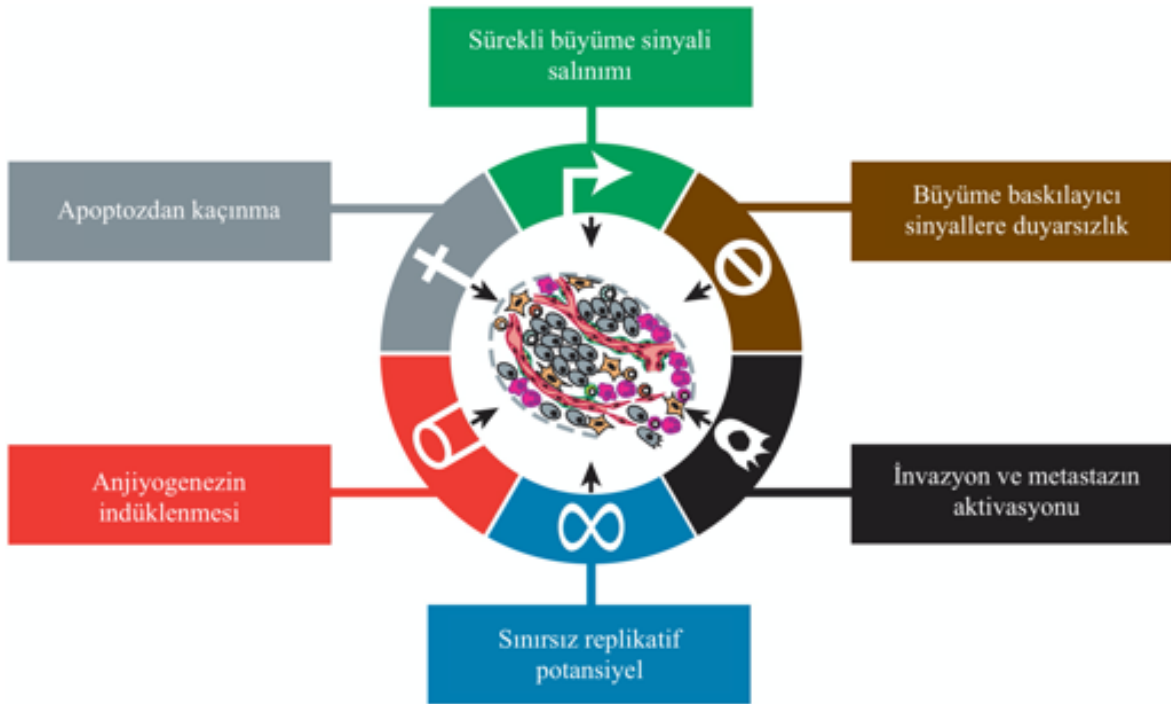 Sürekli büyüme sinyali
salınımı
Apoptozdan kaçınma
Büyüme baskılayıcı
sinyallere duyarsızlık
Anjiyogenezin
indüklenmesi
İnvazyon ve metastazın
aktivasyonu
Sınırsız replikatif
potansiyel